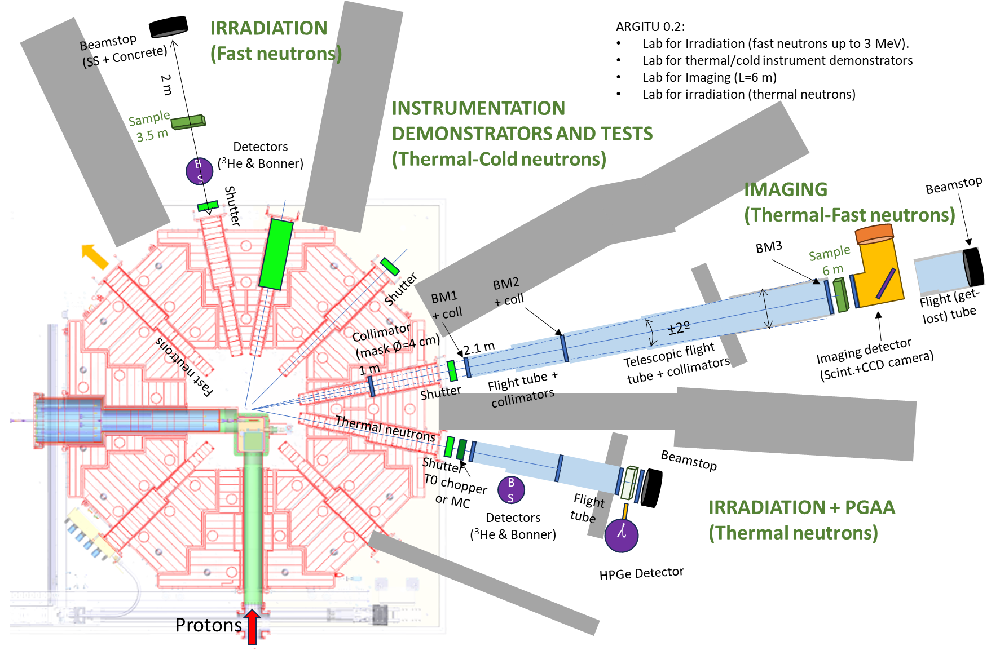 IRRADIATION
(Fast neutrons)
Beamstop
(SS + Concrete)
2 m
Sample
3.5 m
Detectors
(³He & Bonner)
B
S
Shutter
ARGITU 0.2:
• Lab for Irradiation (fast neutrons up to 3 MeV).
• Lab for thermal/cold instrument demonstrators
• Lab for Imaging (L=6 m)
• Lab for irradiation (thermal neutrons)
INSTRUMENTATION
DEMONSTRATORS AND TESTS
(Thermal-Cold neutrons)
IMAGING
(Thermal-Fast neutrons)
Beamstop
BM3
Sample
6 m
Flight (get-
lost) tube
Imaging detector
(Scint.+CCD camera)
Shutter
BM1
+ coll
BM2
+ coll
Collimator
(mask Ø=4 cm)
1 m
2.1 m
±2º
Shutter
Flight tube +
collimators
Telescopic flight
tube + collimators
Fast neutrons
Thermal neutrons
Shutter
T0 chopper
or MC
B
S
Detectors
(³He & Bonner)
Flight
tube
Beamstop
λ
HPGe Detector
IRRADIATION + PGAA
(Thermal neutrons)
Protons